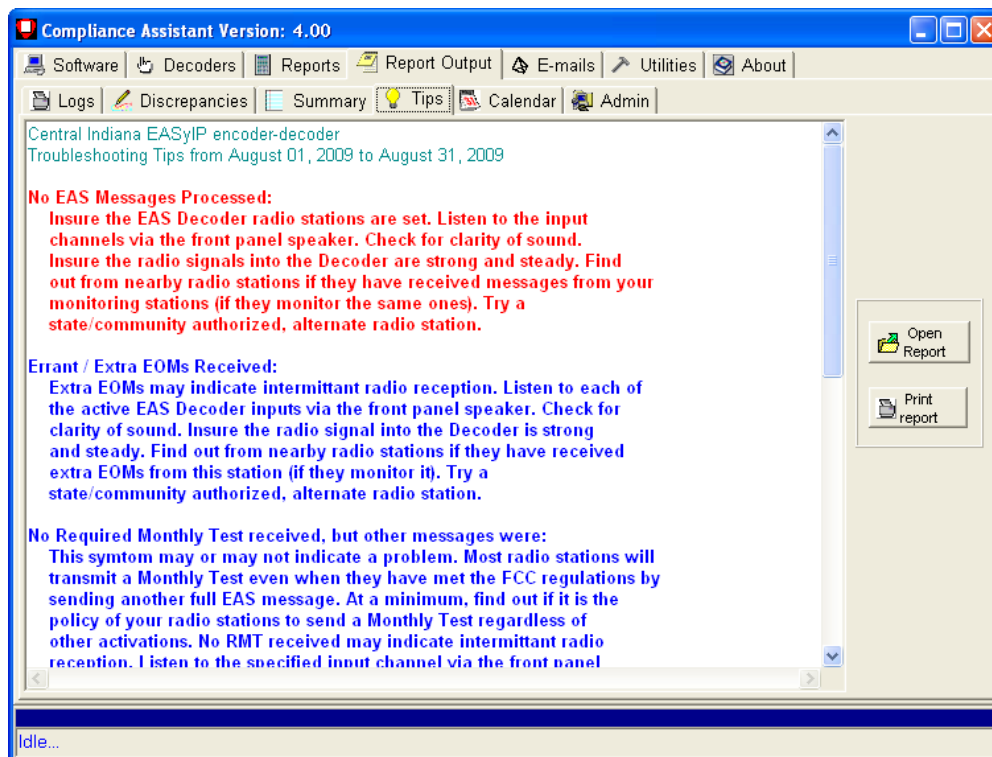 Compliance Assistant Version: 4.00
Software Decoders Reports Report Output E-mails Utilities About
Logs Discrepancies Summary Tips Calendar Admin
Central Indiana EASyIP encoder-decoder
Troubleshooting Tips from August 01, 2009 to August 31, 2009
No EAS Messages Processed:
Insure the EAS Decoder radio stations are set. Listen to the input
channels via the front panel speaker. Check for clarity of sound.
Insure the radio signals into the Decoder are strong and steady. Find
out from nearby radio stations if they have received messages from your
monitoring stations (if they monitor the same ones). Try a
state/community authorized, alternate radio station.
Errant / Extra EOMs Received:
Extra EOMs may indicate intermittant radio reception. Listen to each of
the active EAS Decoder inputs via the front panel speaker. Check for
clarity of sound. Insure the radio signal into the Decoder is strong
and steady. Find out from nearby radio stations if they have received
extra EOMs from this station (if they monitor it). Try a
state/community authorized, alternate radio station.
No Required Monthly Test received, but other messages were:
This symtom may or may not indicate a problem. Most radio stations will
transmit a Monthly Test even when they have met the FCC regulations by
sending another full EAS message. At a minimum, find out if it is the
policy of your radio stations to send a Monthly Test regardless of
other activations. No RMT received may indicate intermittant radio
reception. Listen to the specified input channel via the front panel
Open
Report
Print
report
Idle...